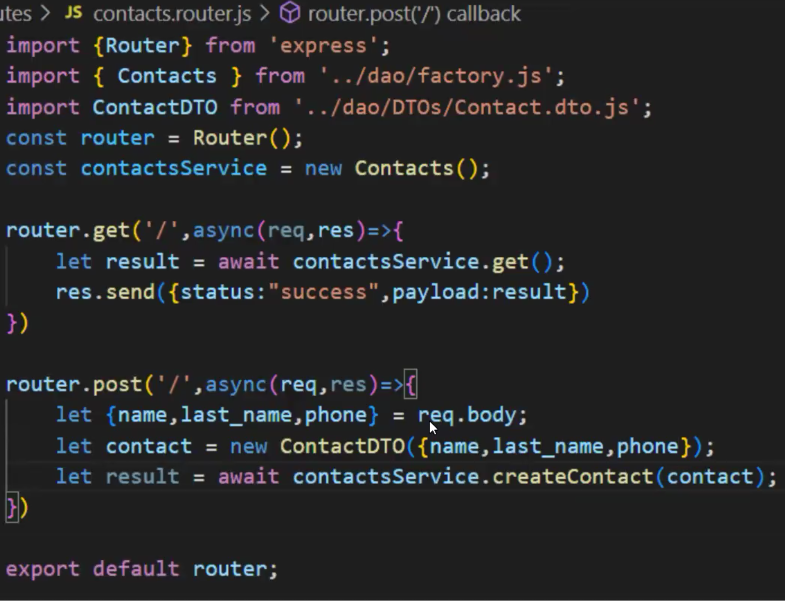 utes > JS contacts.router.js > router.post('/') callback
import {Router} from 'express';
import { Contacts } from '../dao/factory.js';
import ContactDTO from '../dao/DTOs/Contact.dto.js';
const router = Router();
const contactsService = new Contacts();
router.get('/',async(req,res)=>{
    let result = await contactsService.get();
    res.send({status:"success",payload:result})
})
router.post('/',async(req,res)=>{
    let {name,last_name,phone} = req.body;
    let contact = new ContactDTO({name,last_name,phone});
    let result = await contactsService.createContact(contact);
})
export default router;